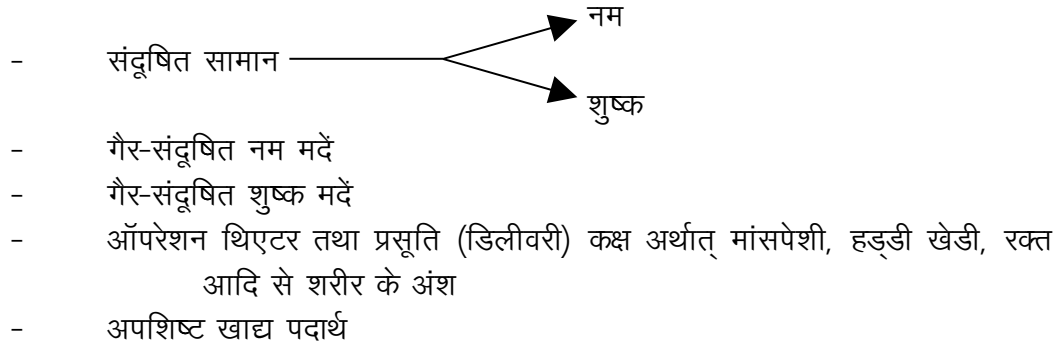 नम
- संदूषित सामान
शुष्क
- गैर-संदूषित नम मदें
- गैर-संदूषित शुष्क मदें
- ऑपरेशन थिएटर तथा प्रसूति (डिलीवरी) कक्ष अर्थात् मांसपेशी, हड्डी खेडी, रक्त
आदि से शरीर के अंश
- अपशिष्ट खाद्य पदार्थ